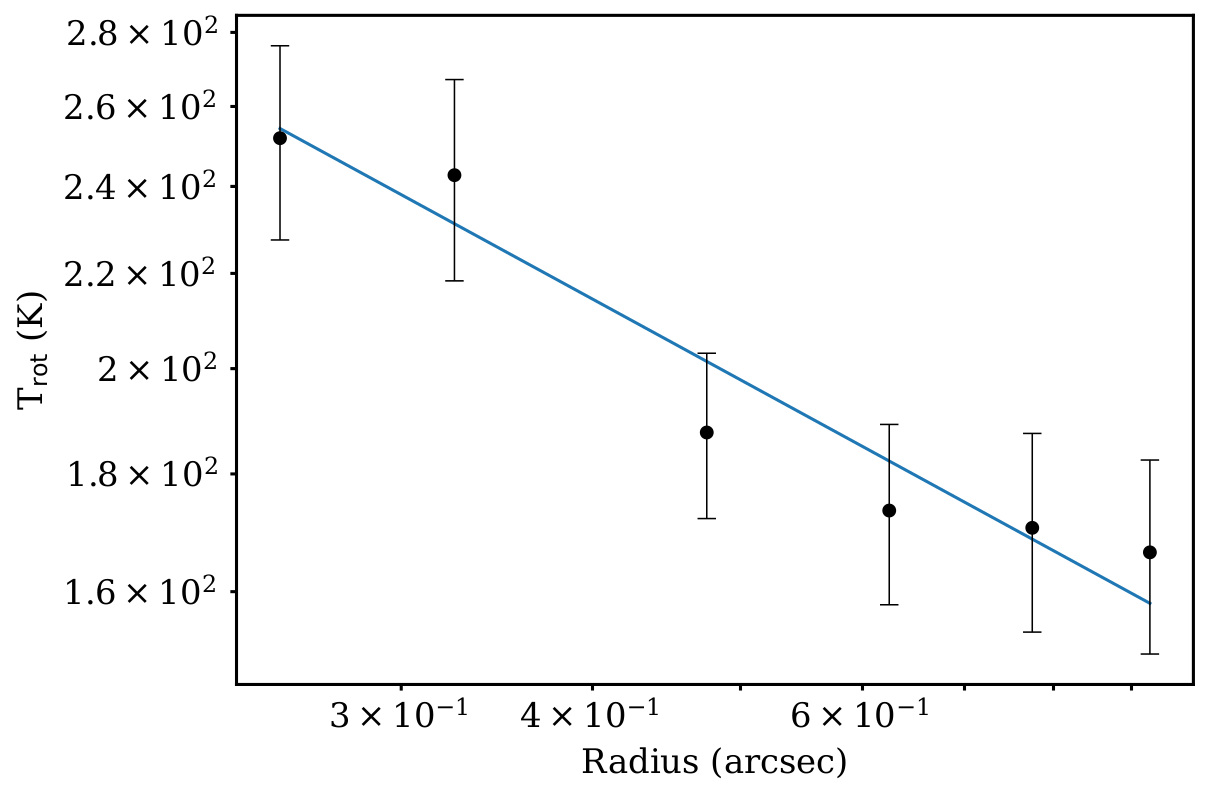 2.8 × 10²
2.6 × 10²
2.4 × 10²
2.2 × 10²
2 × 10²
1.8 × 10²
1.6 × 10²
T_rot (K)
3 × 10⁻¹ 4 × 10⁻¹ 6 × 10⁻¹
Radius (arcsec)